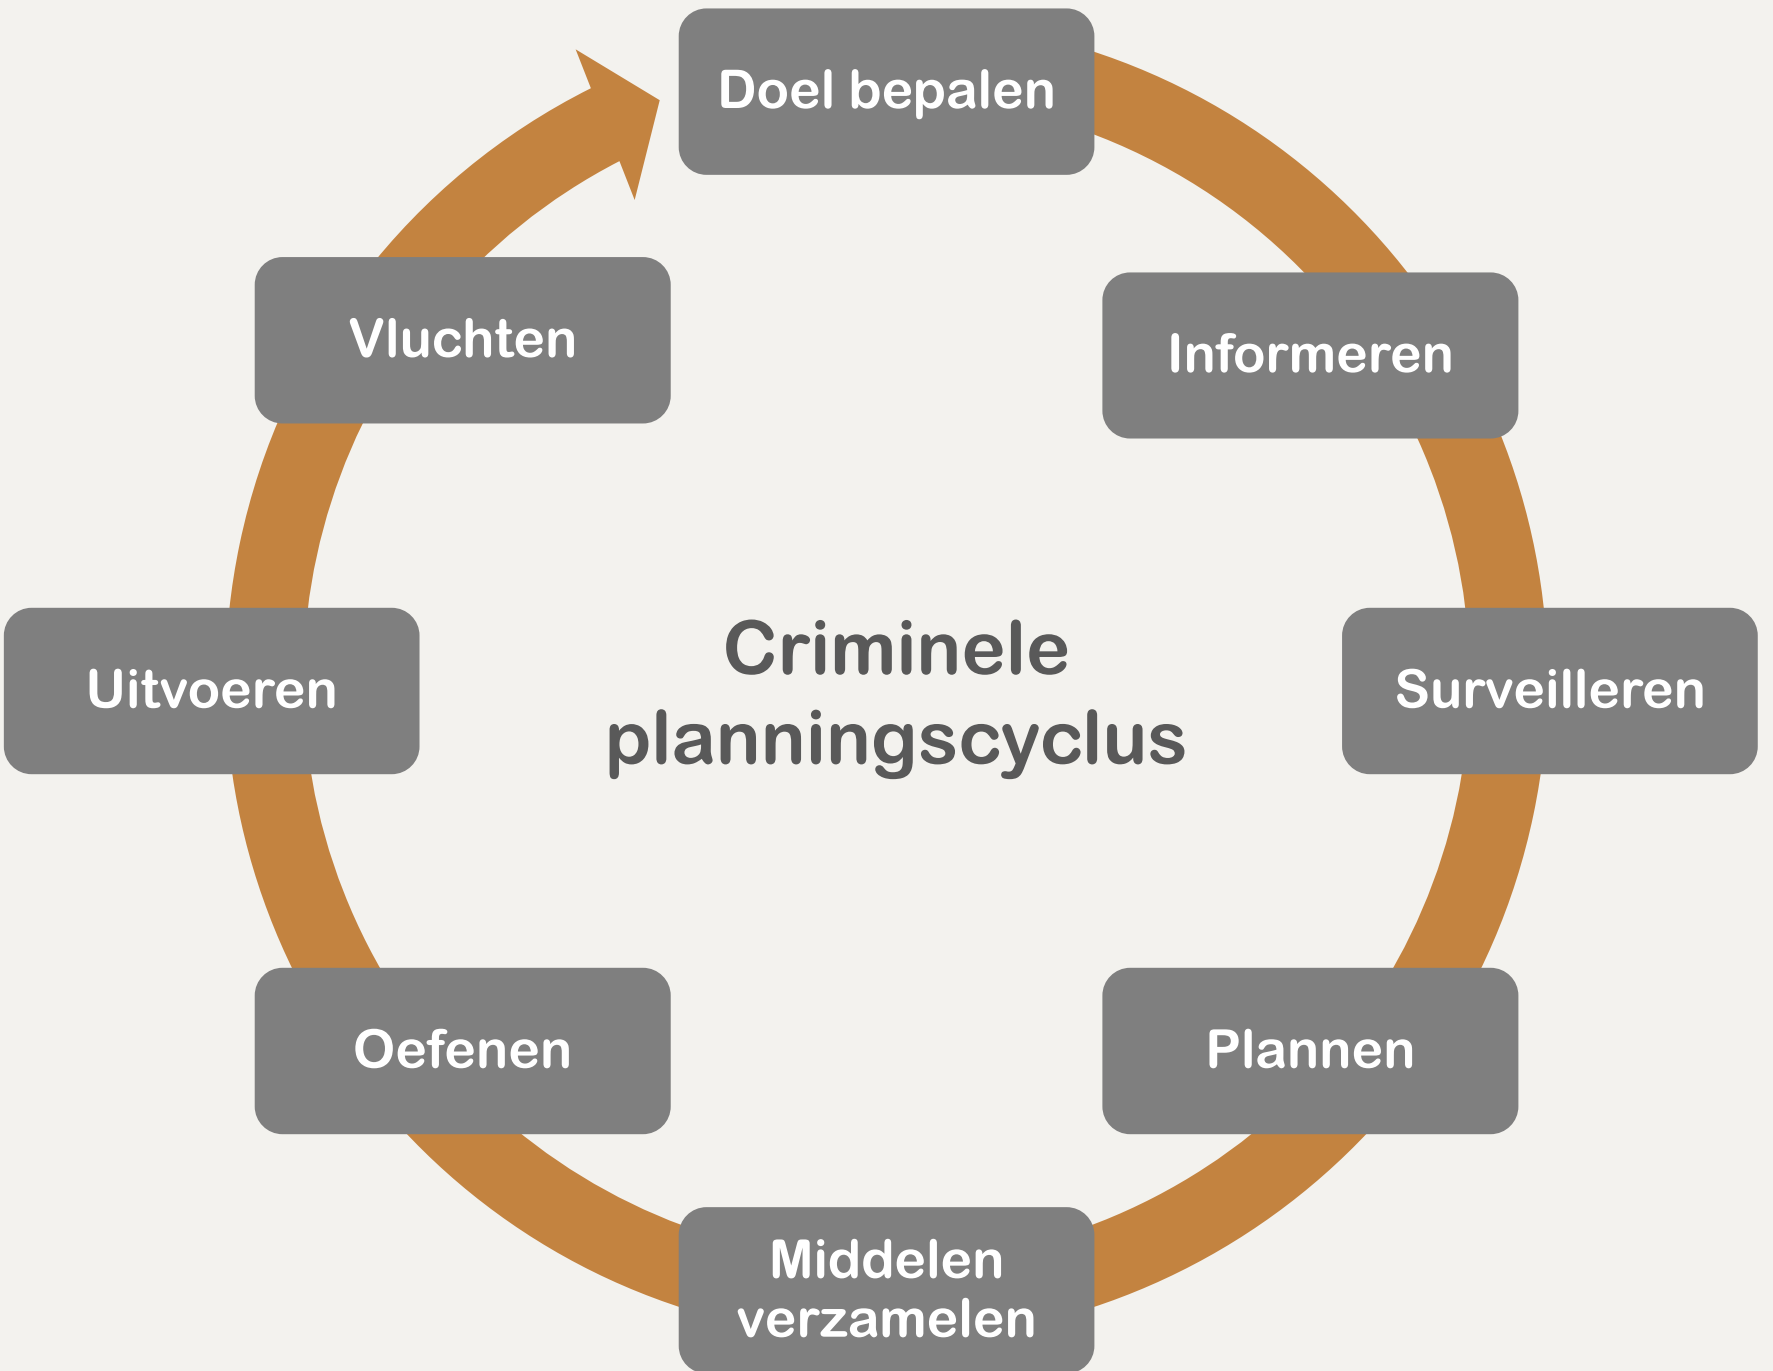 Doel bepalen
Informeren
Surveilleren
Plannen
Middelen
verzamelen
Oefenen
Uitvoeren
Vluchten
Criminele
planningscyclus